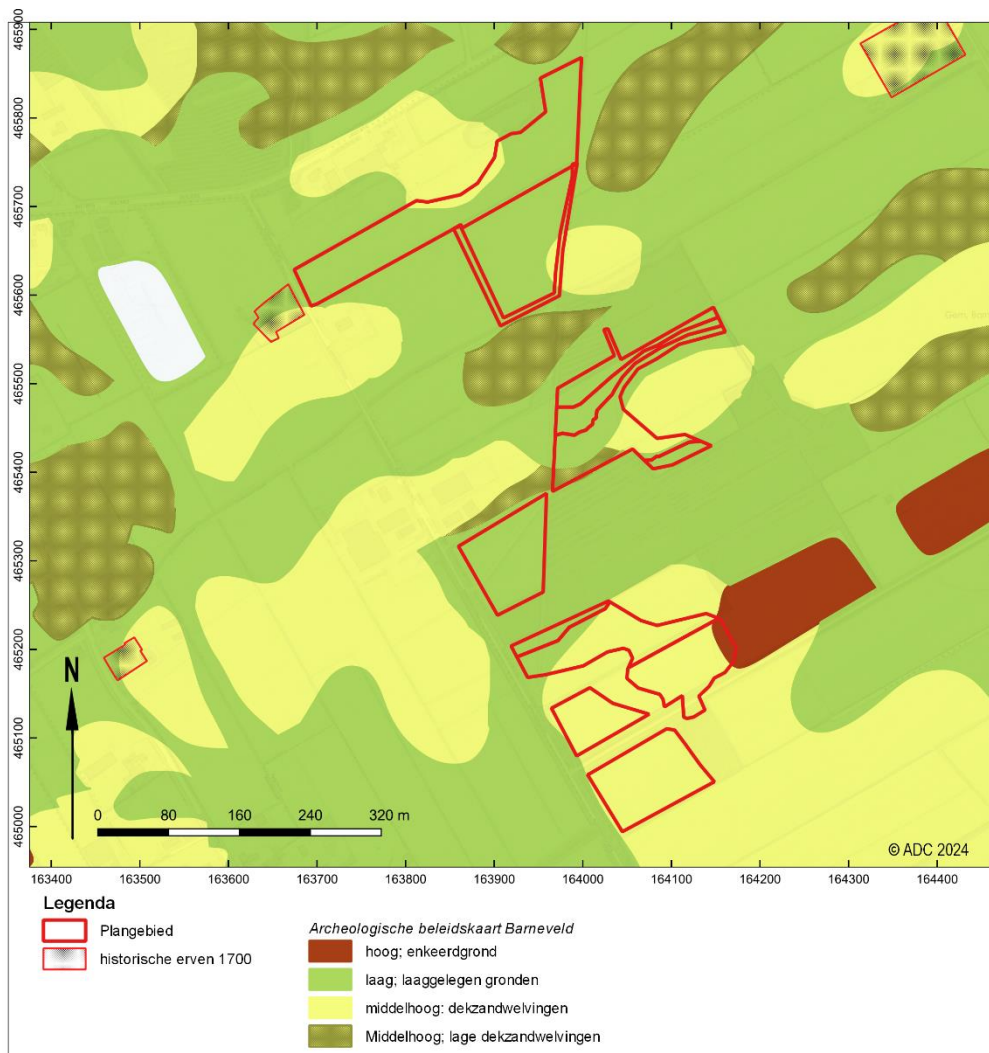 465900
465800
465700
465600
465500
465400
465300
465200
465100
465000
N
0 80 160 240 320 m
© ADC 2024
163400 163500 163600 163700 163800 163900 164000 164100 164200 164300 164400
Legenda
Plangebied
historische erven 1700
Archeologische beleidskaart Barneveld
hoog; enkeerdgrond
laag; laaggelegen gronden
middelhoog: dekzandwelvingen
Middelhoog; lage dekzandwelvingen